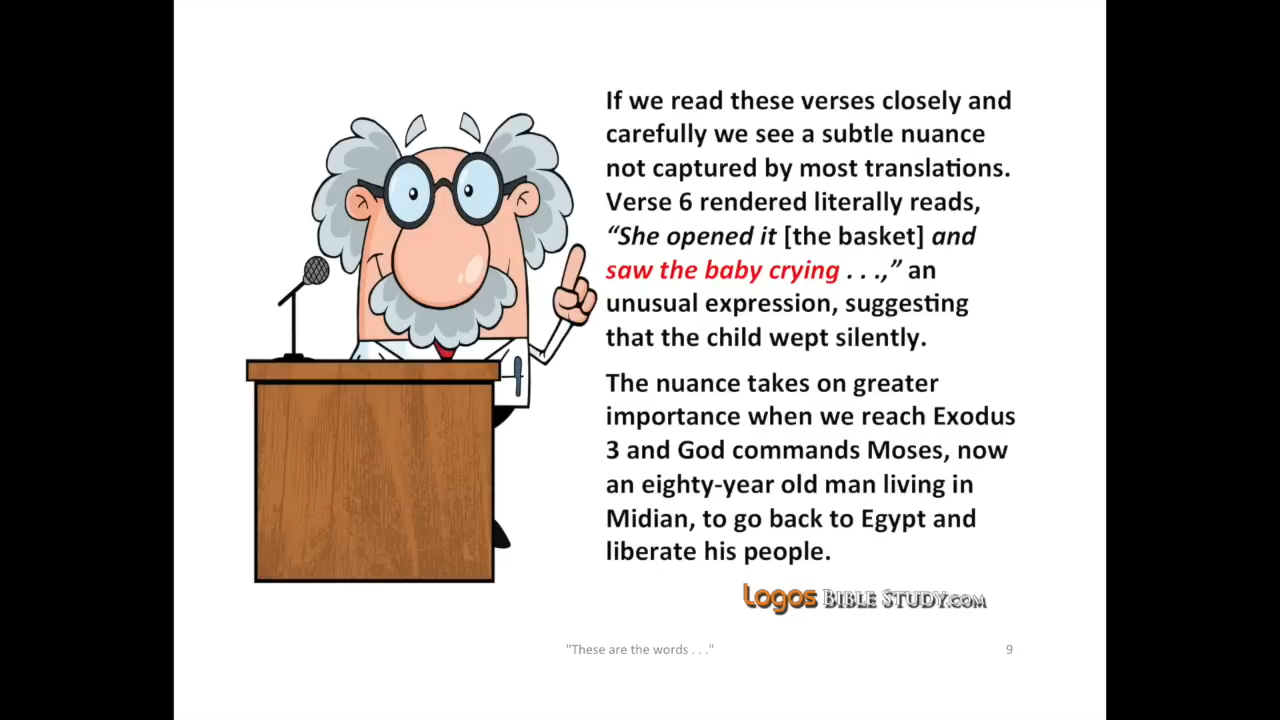 If we read these verses closely and
carefully we see a subtle nuance
not captured by most translations.
Verse 6 rendered literally reads,
“She opened it [the basket] and
saw the baby crying . . .,” an
unusual expression, suggesting
that the child wept silently.
The nuance takes on greater
importance when we reach Exodus
3 and God commands Moses, now
an eighty-year old man living in
Midian, to go back to Egypt and
liberate his people.
Logos BIBLE STUDY.COM
"These are the words . . ."
9